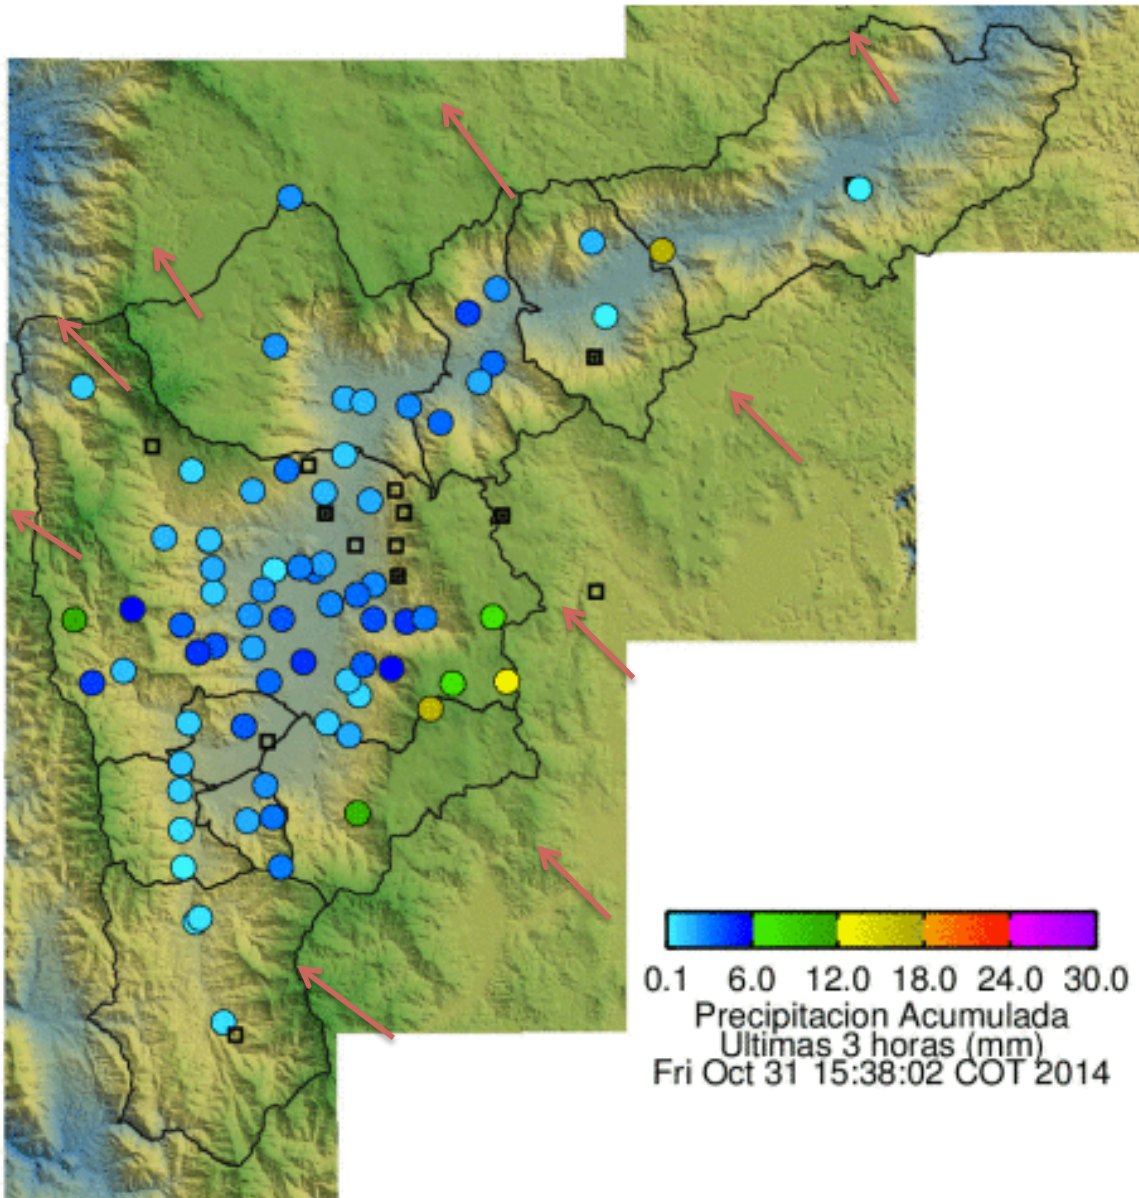 0.1 6.0 12.0 18.0 24.0 30.0
Precipitacion Acumulada
Ultimas 3 horas (mm)
Fri Oct 31 15:38:02 COT 2014